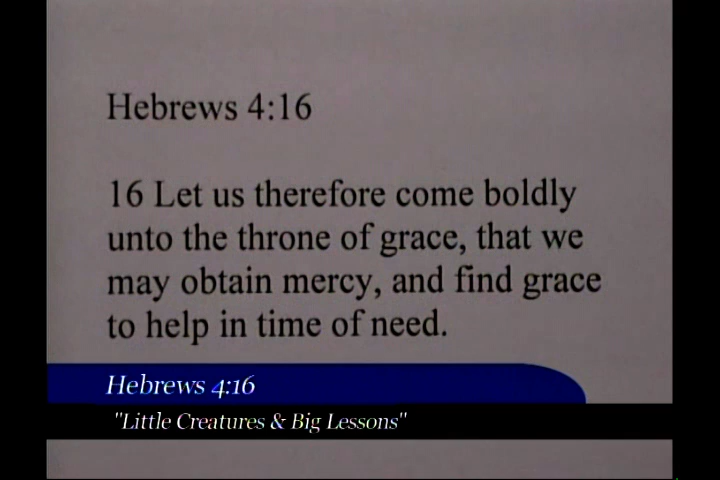 Hebrews 4:16
16 Let us therefore come boldly
unto the throne of grace, that we
may obtain mercy, and find grace
to help in time of need.
Hebrews 4:16
"Little Creatures & Big Lessons"